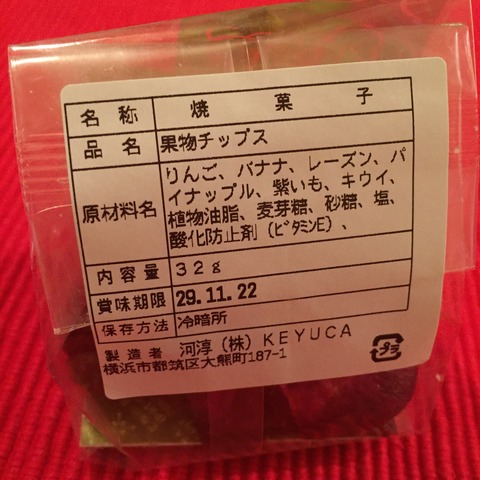 名称 焼菓子
品名 果物チップス
原材料名 りんご、バナナ、レーズン、パ
イナップル、紫いも、キウイ、
植物油脂、麦芽糖、砂糖、塩、
酸化防止剤(ビタミンE)、
内容量 32g
賞味期限 29.11.22
保存方法 冷暗所
製造者 河淳(株)KEYUCA
横浜市都筑区大熊町187-1
プラ